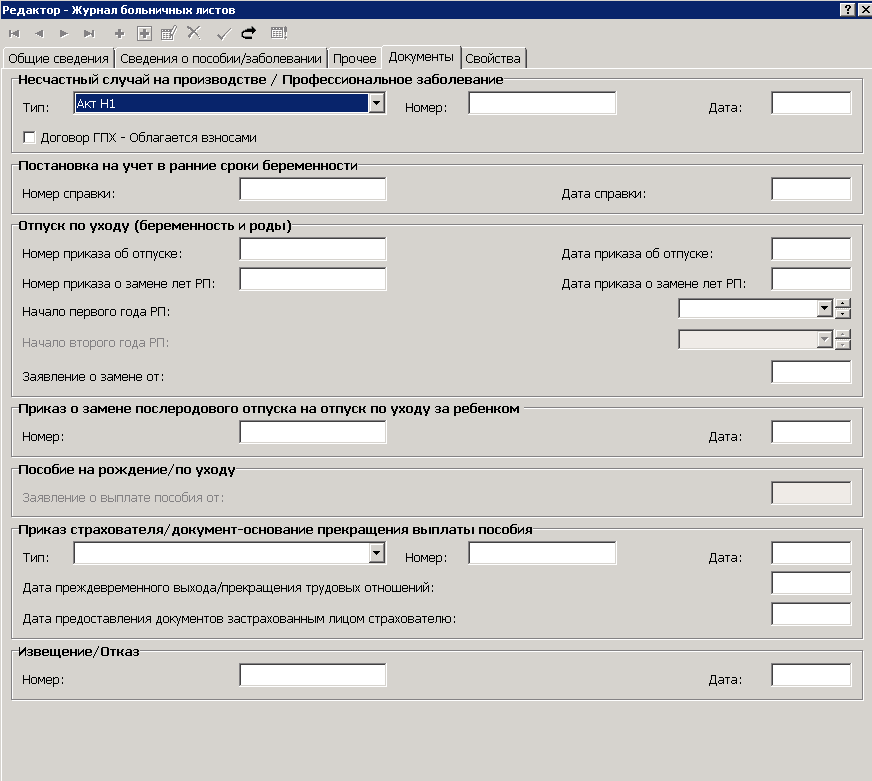 Редактор - Журнал больничных листов
Общие сведения Сведения о пособии/заболевании Прочее Документы Свойства
Несчастный случай на производстве / Профессиональное заболевание
Тип: Акт Н1 Номер: Дата:
Договор ГПХ - Облагается взносами
Постановка на учет в ранние сроки беременности
Номер справки: Дата справки:
Отпуск по уходу (беременность и роды)
Номер приказа об отпуске: Дата приказа об отпуске:
Номер приказа о замене лет РП: Дата приказа о замене лет РП:
Начало первого года РП:
Начало второго года РП:
Заявление о замене от:
Приказ о замене послеродового отпуска на отпуск по уходу за ребенком
Номер: Дата:
Пособие на рождение/по уходу
Заявление о выплате пособия от:
Приказ страхователя/документ-основание прекращения выплаты пособия
Тип: Номер: Дата:
Дата преждевременного выхода/прекращения трудовых отношений:
Дата предоставления документов застрахованным лицом страхователю:
Извещение/Отказ
Номер: Дата: